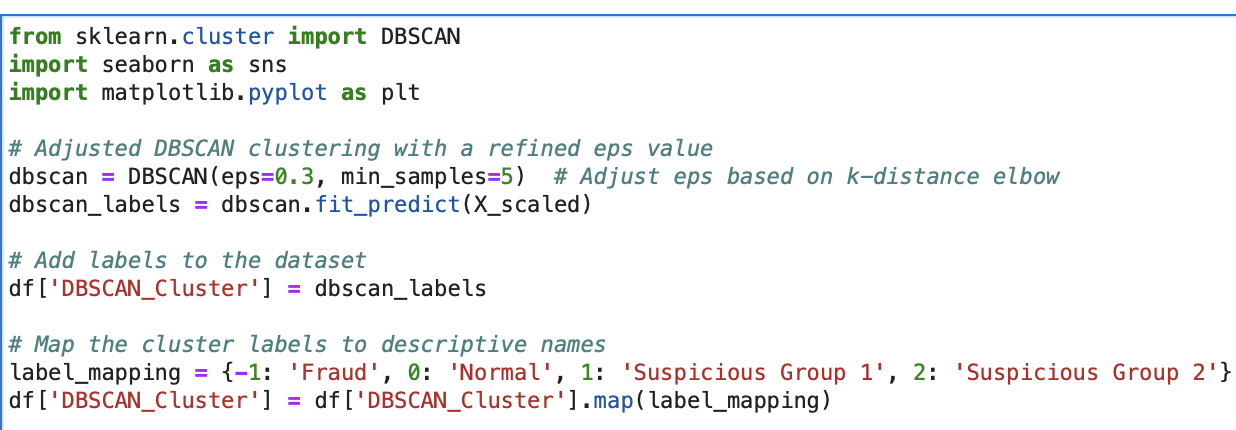 from sklearn.cluster import DBSCAN
import seaborn as sns
import matplotlib.pyplot as plt
# Adjusted DBSCAN clustering with a refined eps value
dbscan = DBSCAN(eps=0.3, min_samples=5)  # Adjust eps based on k-distance elbow
dbscan_labels = dbscan.fit_predict(X_scaled)
# Add labels to the dataset
df['DBSCAN_Cluster'] = dbscan_labels
# Map the cluster labels to descriptive names
label_mapping = {-1: 'Fraud', 0: 'Normal', 1: 'Suspicious Group 1', 2: 'Suspicious Group 2'}
df['DBSCAN_Cluster'] = df['DBSCAN_Cluster'].map(label_mapping)